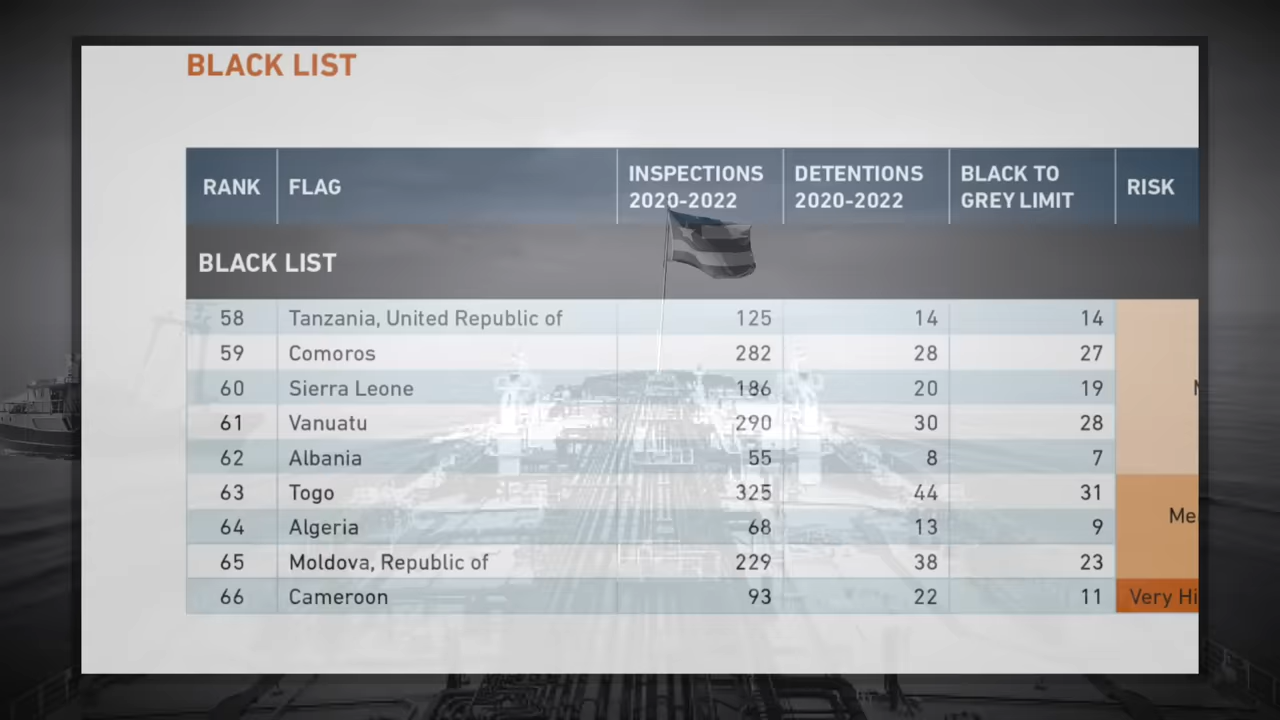 BLACK LIST
RANK FLAG INSPECTIONS 2020-2022 DETENTIONS 2020-2022 BLACK TO GREY LIMIT RISK
BLACK LIST
58 Tanzania, United Republic of 125 14 14
59 Comoros 282 28 27
60 Sierra Leone 186 20 19
61 Vanuatu 290 30 28
62 Albania 55 8 7
63 Togo 325 44 31
64 Algeria 68 13 9
65 Moldova, Republic of 229 38 23
66 Cameroon 93 22 11 Very